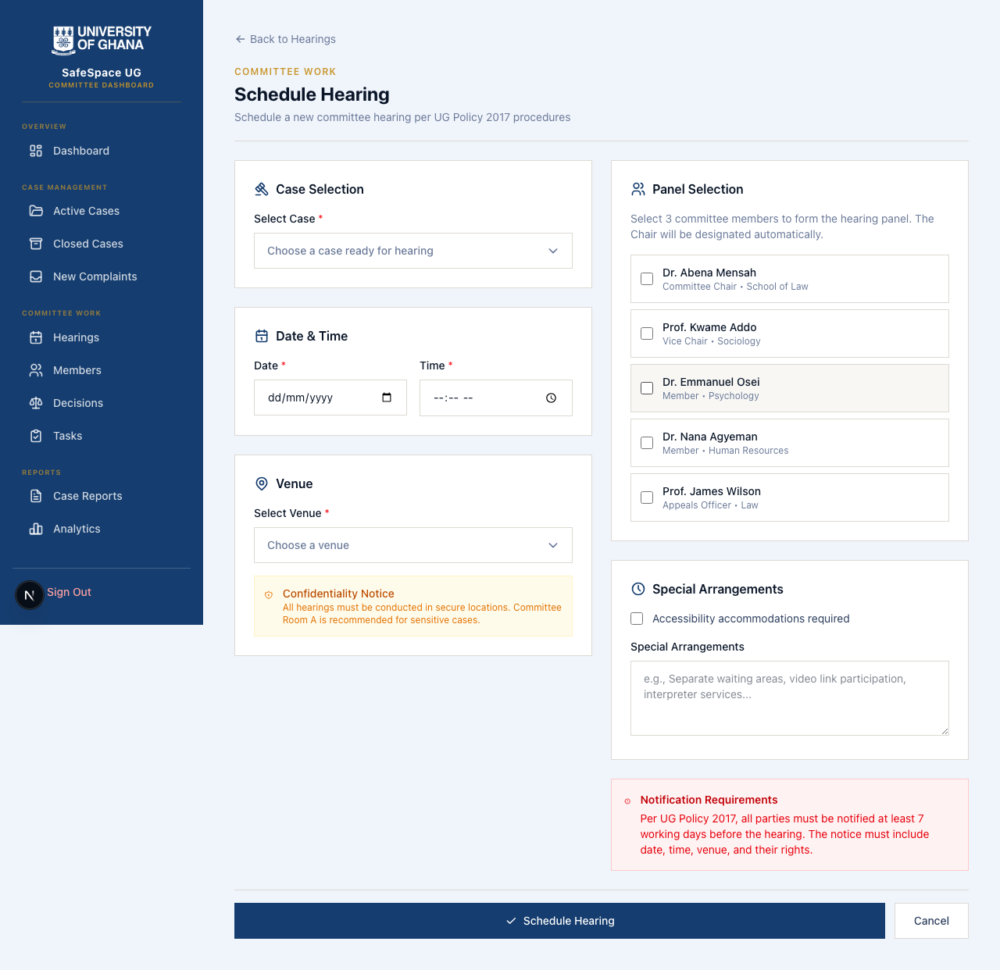 UNIVERSITY
OF GHANA
SafeSpace UG
COMMITTEE DASHBOARD
OVERVIEW
Dashboard
CASE MANAGEMENT
Active Cases
Closed Cases
New Complaints
COMMITTEE WORK
Hearings
Members
Decisions
Tasks
REPORTS
Case Reports
Analytics
N
Sign Out
Back to Hearings
COMMITTEE WORK
Schedule Hearing
Schedule a new committee hearing per UG Policy 2017 procedures
Case Selection
Select Case *
Choose a case ready for hearing
Date & Time
Date *
Time *
dd/mm/yyyy
--:-- --
Venue
Select Venue *
Choose a venue
Confidentiality Notice
All hearings must be conducted in secure locations. Committee
Room A is recommended for sensitive cases.
Panel Selection
Select 3 committee members to form the hearing panel. The
Chair will be designated automatically.
Dr. Abena Mensah
Committee Chair • School of Law
Prof. Kwame Addo
Vice Chair • Sociology
Dr. Emmanuel Osei
Member • Psychology
Dr. Nana Agyeman
Member • Human Resources
Prof. James Wilson
Appeals Officer • Law
Special Arrangements
Accessibility accommodations required
Special Arrangements
e.g., Separate waiting areas, video link participation,
interpreter services...
Notification Requirements
Per UG Policy 2017, all parties must be notified at least 7
working days before the hearing. The notice must include
date, time, venue, and their rights.
Schedule Hearing
Cancel